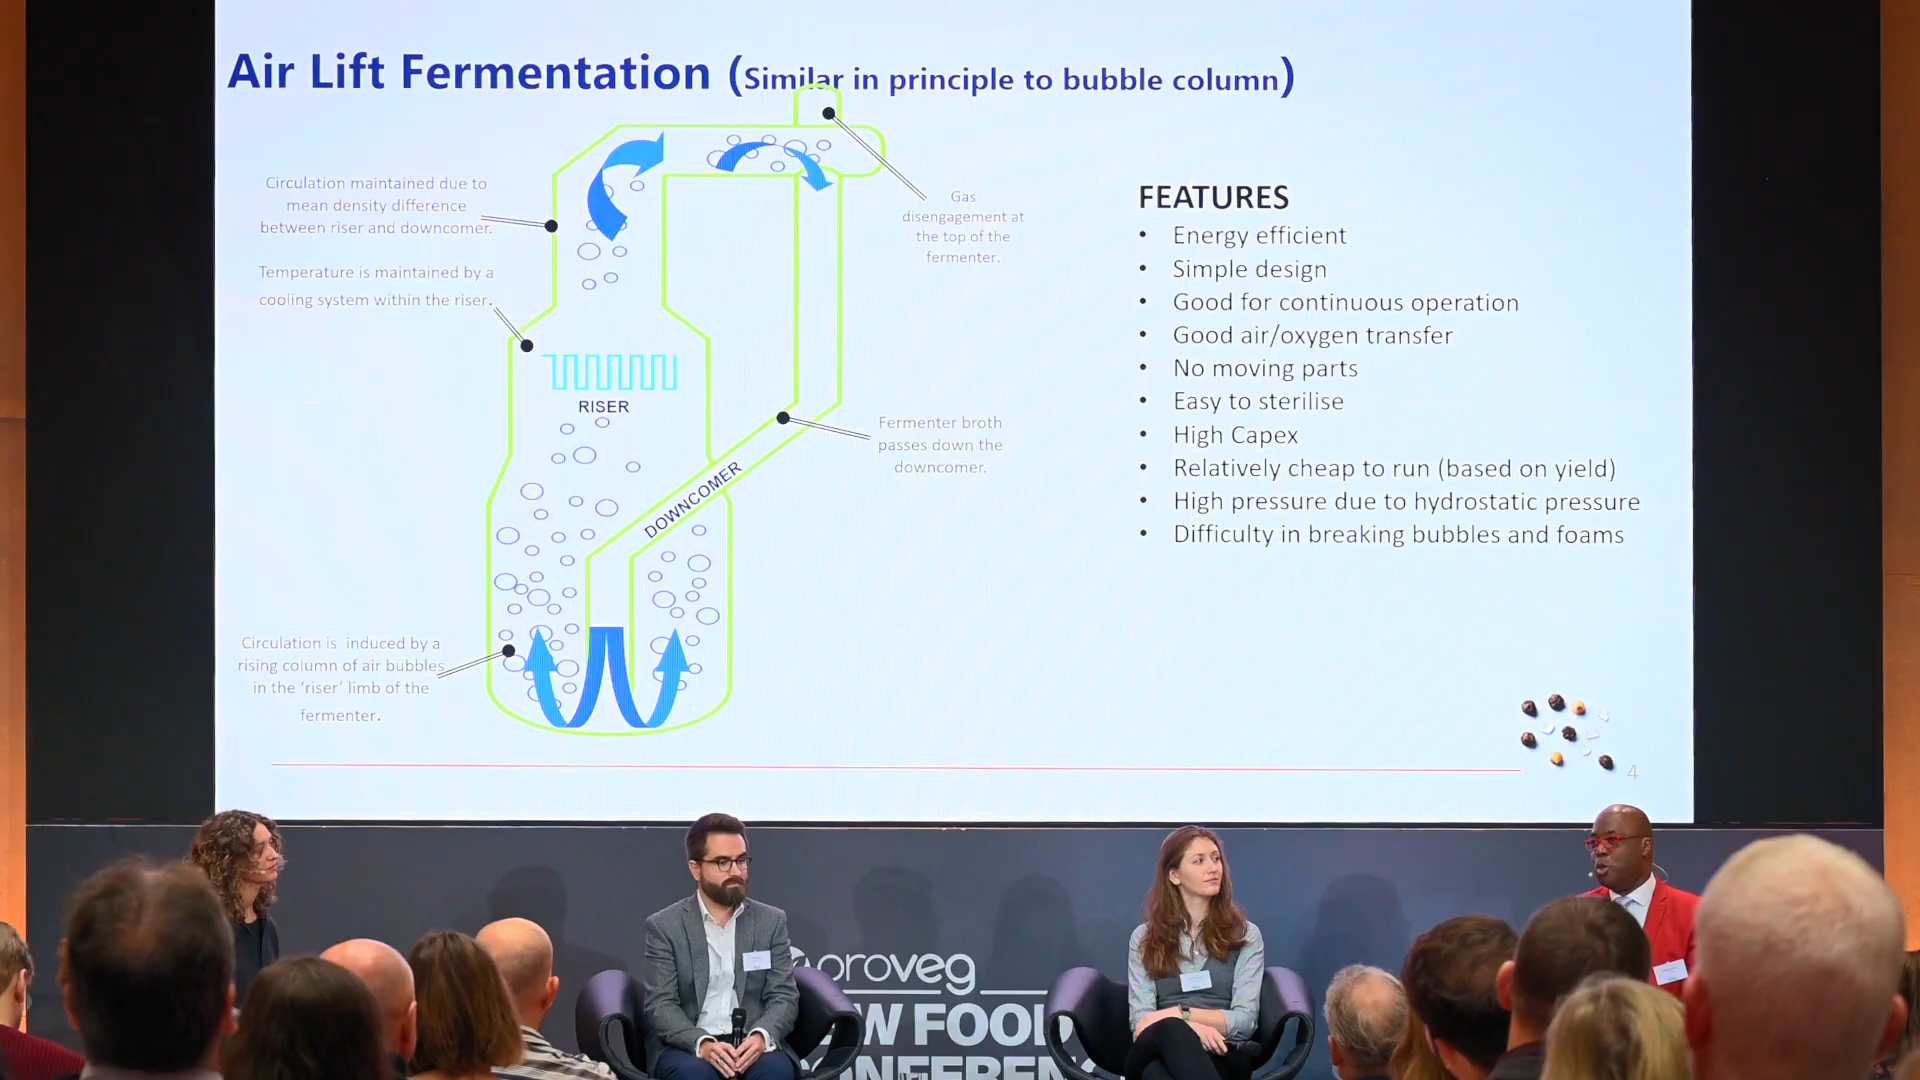 Air Lift Fermentation (Similar in principle to bubble column)
Circulation maintained due to
mean density difference
between riser and downcomer.
Temperature is maintained by a
cooling system within the riser.
Gas
disengagement at
the top of the
fermenter.
RISER
Fermenter broth
passes down the
downcomer.
DOWNCOMER
Circulation is induced by a
rising column of air bubbles
in the ‘riser’ limb of the
fermenter.
FEATURES
• Energy efficient
• Simple design
• Good for continuous operation
• Good air/oxygen transfer
• No moving parts
• Easy to sterilise
• High Capex
• Relatively cheap to run (based on yield)
• High pressure due to hydrostatic pressure
• Difficulty in breaking bubbles and foams
4
proveg
W FOOD
CONFERENC